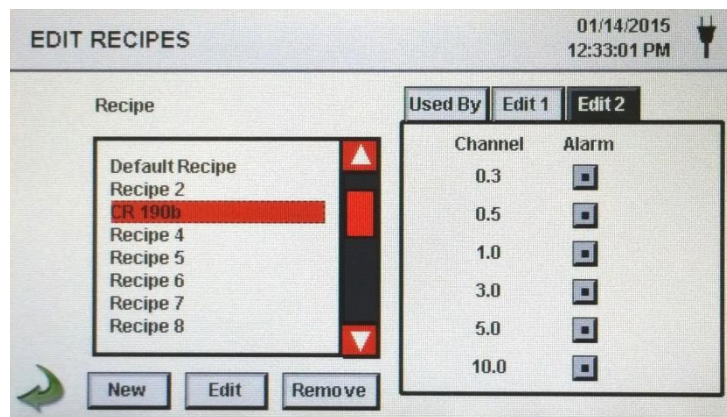 EDIT RECIPES
01/14/2015
12:33:01 PM
Recipe
Default Recipe
Recipe 2
CR 190b
Recipe 4
Recipe 5
Recipe 6
Recipe 7
Recipe 8
New Edit Remove
Used By Edit 1 Edit 2
Channel Alarm
0.3
0.5
1.0
3.0
5.0
10.0